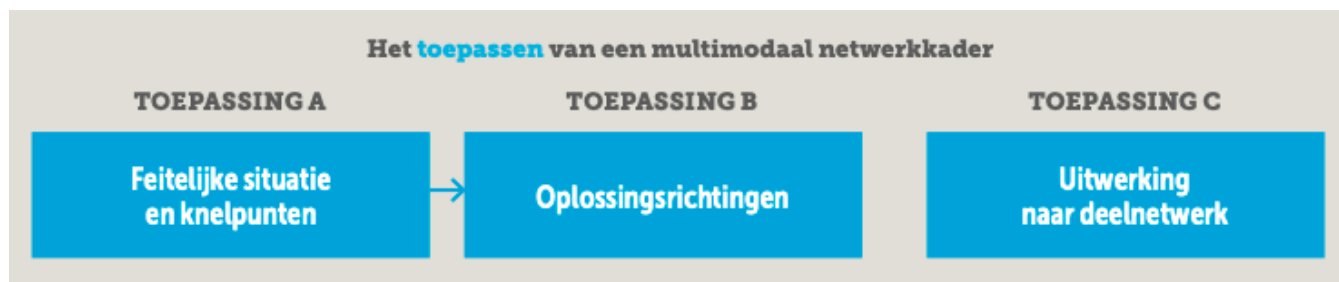 Het toepassen van een multimodaal netwerkkader
TOEPASSING A
TOEPASSING B
TOEPASSING C
Feitelijke situatie
en knelpunten
Oplossingsrichtingen
Uitwerking
naar deelnetwerk